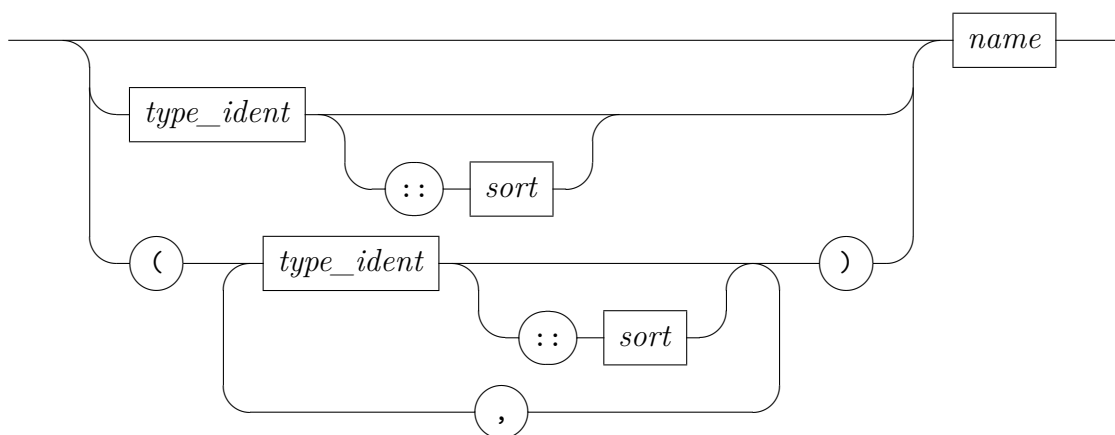 name
type_ident
:: sort
( type_ident )
:: sort
,